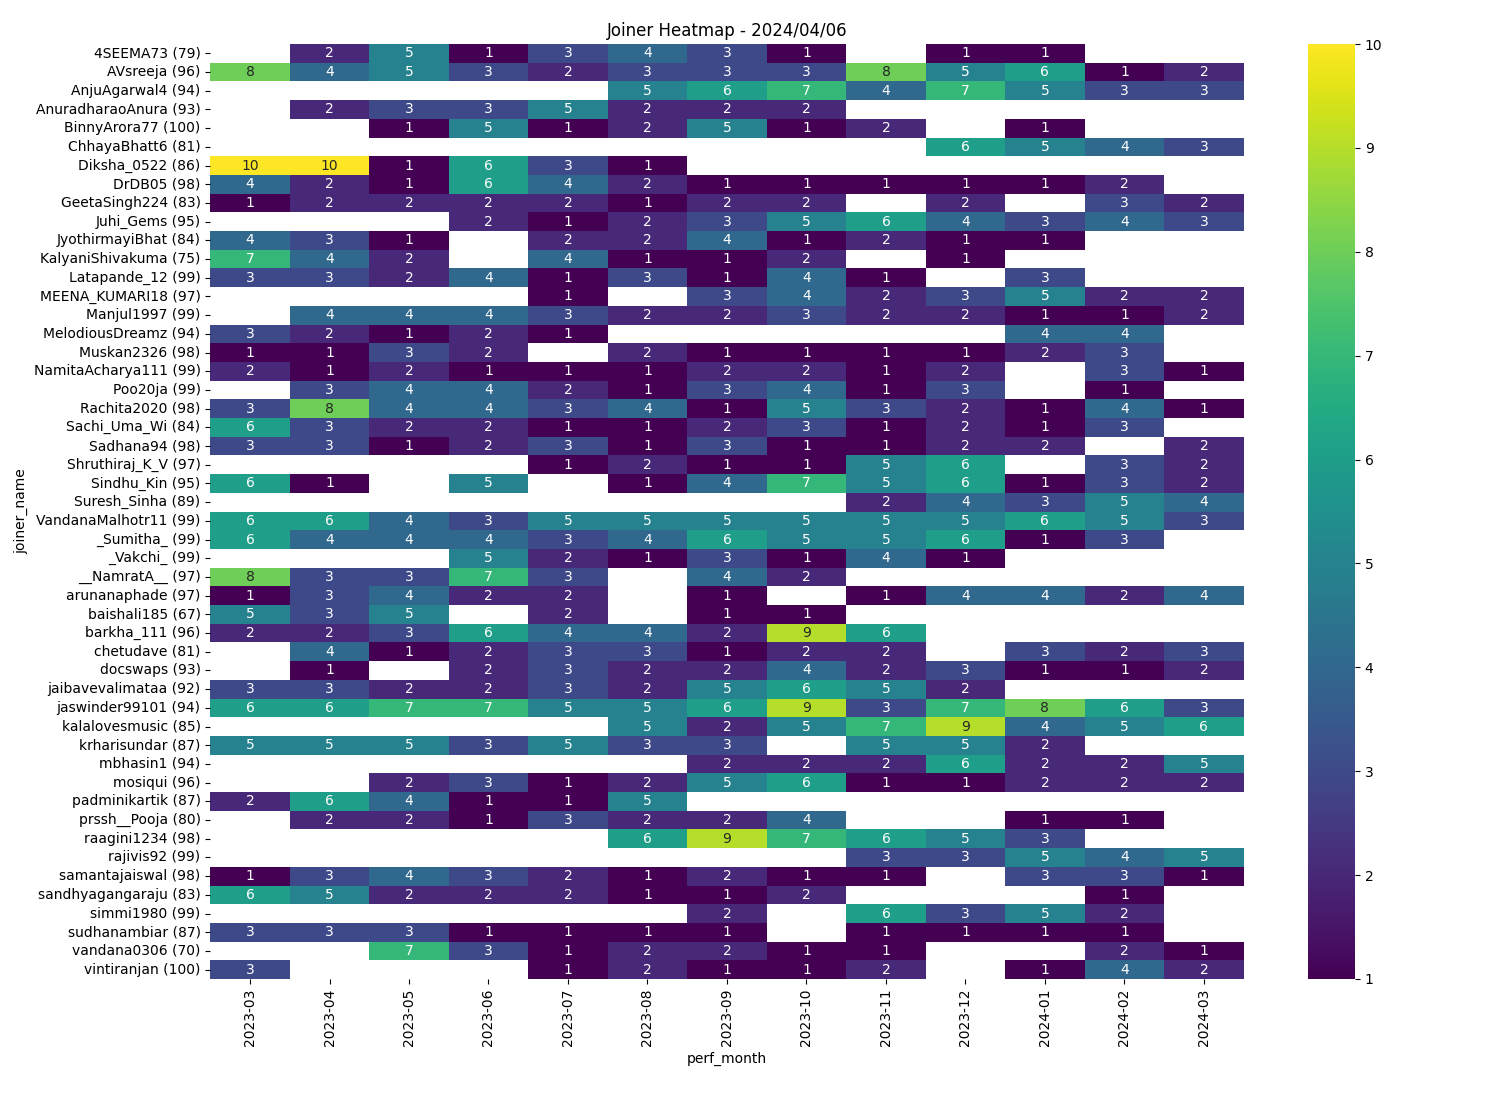 Joiner Heatmap - 2024/04/06
4SEEMA73 (79) 2 5 1 3 4 3 1 1 1
AVsreeja (96) 8 4 5 3 2 3 3 3 8 5 6 1 2
AnjuAgarwal4 (94) 5 6 7 4 7 5 3 3
AnuradharaoAnura (93) 2 3 3 5 2 2 2
BinnyArora77 (100) 1 5 1 2 5 1 2 1
ChhayaBhatt6 (81) 6 5 4 3
Diksha_0522 (86) 10 10 1 6 3 1
DrDB05 (98) 4 2 1 6 4 2 1 1 1 1 1 2
GeetaSingh224 (83) 1 2 2 2 2 1 2 2 2 3 2
Juhi_Gems (95) 2 1 2 3 5 6 4 3 4 3
JyothirmayiBhat (84) 4 3 1 2 2 4 1 2 1 1
KalyaniShivakuma (75) 7 4 2 4 1 1 2 1
Latapande_12 (99) 3 3 2 4 1 3 1 4 1 3
MEENA_KUMARI18 (97) 1 3 4 2 3 5 2 2
Manjul1997 (99) 4 4 4 3 2 2 3 2 2 1 1 2
MelodiousDreamz (94) 3 2 1 2 1 4 4
Muskan2326 (98) 1 1 3 2 2 1 1 1 1 2 3
NamitaAcharya111 (99) 2 1 2 1 1 1 2 2 1 2 3 1
Poo20ja (99) 3 4 4 2 1 3 4 1 3 1
Rachita2020 (98) 3 8 4 4 3 4 1 5 3 2 1 4 1
Sachi_Uma_Wi (84) 6 3 2 2 1 1 2 3 1 2 1 3
Sadhana94 (98) 3 3 1 2 3 1 3 1 1 2 2 2
Shruthiraj_K_V (97) 1 2 1 1 5 6 3 2
Sindhu_Kin (95) 6 1 5 1 4 7 5 6 1 3 2
Suresh_Sinha (89) 2 4 3 5 4
VandanaMalhotr11 (99) 6 6 4 3 5 5 5 5 5 5 6 5 3
_Sumitha_ (99) 6 4 4 4 3 4 6 5 5 6 1 3
_Vakchi_ (99) 5 2 1 3 1 4 1
__NamratA__ (97) 8 3 3 7 3 4 2
arunanaphade (97) 1 3 4 2 2 1 1 4 4 2 4
baishali185 (67) 5 3 5 2 1 1
barkha_111 (96) 2 2 3 6 4 4 2 9 6
chetudave (81) 4 1 2 3 3 1 2 2 3 2 3
docswaps (93) 1 2 3 2 2 4 2 3 1 1 2
jaibavevalimataa (92) 3 3 2 2 3 2 5 6 5 2
jaswinder99101 (94) 6 6 7 7 5 5 6 9 3 7 8 6 3
kalalovesmusic (85) 5 2 5 7 9 4 5 6
krharisundar (87) 5 5 5 3 5 3 3 5 5 2
mbhasin1 (94) 2 2 2 6 2 2 5
mosiqui (96) 2 3 1 2 5 6 1 1 2 2 2
padminikartik (87) 2 6 4 1 1 5
prssh__Pooja (80) 2 2 1 3 2 2 4 1 1
raagini1234 (98) 6 9 7 6 5 3
rajivis92 (99) 3 3 5 4 5
samantajaiswal (98) 1 3 4 3 2 1 2 1 1 3 3 1
sandhyagangaraju (83) 6 5 2 2 2 1 1 2 1
simmi1980 (99) 2 6 3 5 2
sudhanambiar (87) 3 3 3 1 1 1 1 1 1 1 1
vandana0306 (70) 7 3 1 2 2 1 1 2 1
vintiranjan (100) 3 1 2 1 1 2 1 4 2
2023-03 2023-04 2023-05 2023-06 2023-07 2023-08 2023-09 2023-10 2023-11 2023-12 2024-01 2024-02 2024-03
perf_month
joiner_name
10
9
8
7
6
5
4
3
2
1